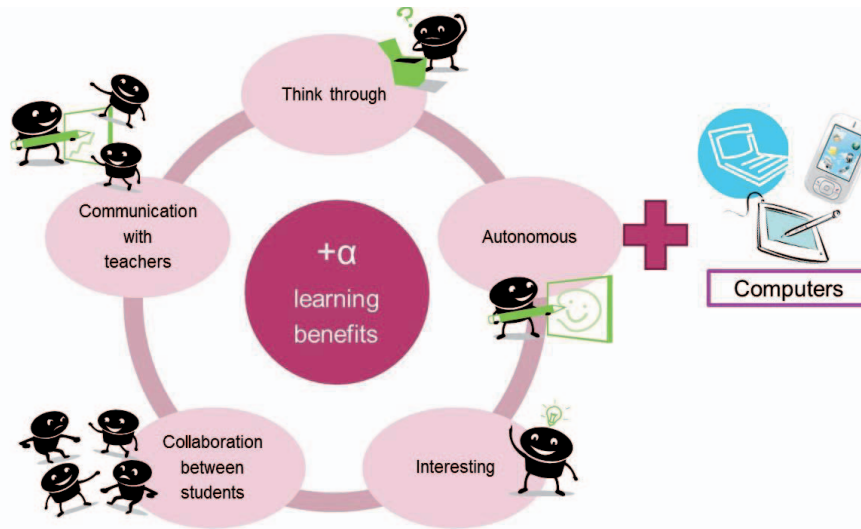 ?
Think through
Communication
with
teachers
Autonomous
+α
learning
benefits
Computers
Collaboration
between
students
Interesting